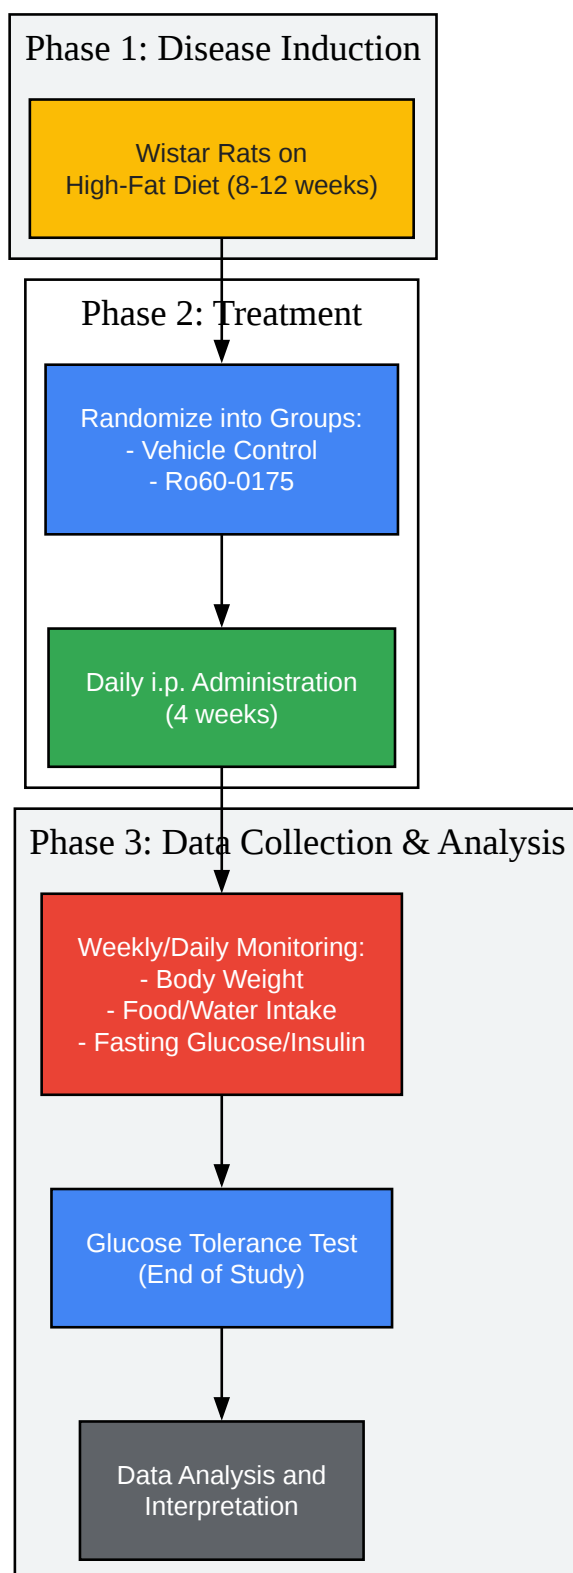 Phase 1: Disease Induction
Wistar Rats on
High-Fat Diet (8-12 weeks)
Phase 2: Treatment
Randomize into Groups:
- Vehicle Control
- Ro60-0175
Daily i.p. Administration
(4 weeks)
Phase 3: Data Collection & Analysis
Weekly/Daily Monitoring:
- Body Weight
- Food/Water Intake
- Fasting Glucose/Insulin
Glucose Tolerance Test
(End of Study)
Data Analysis and
Interpretation